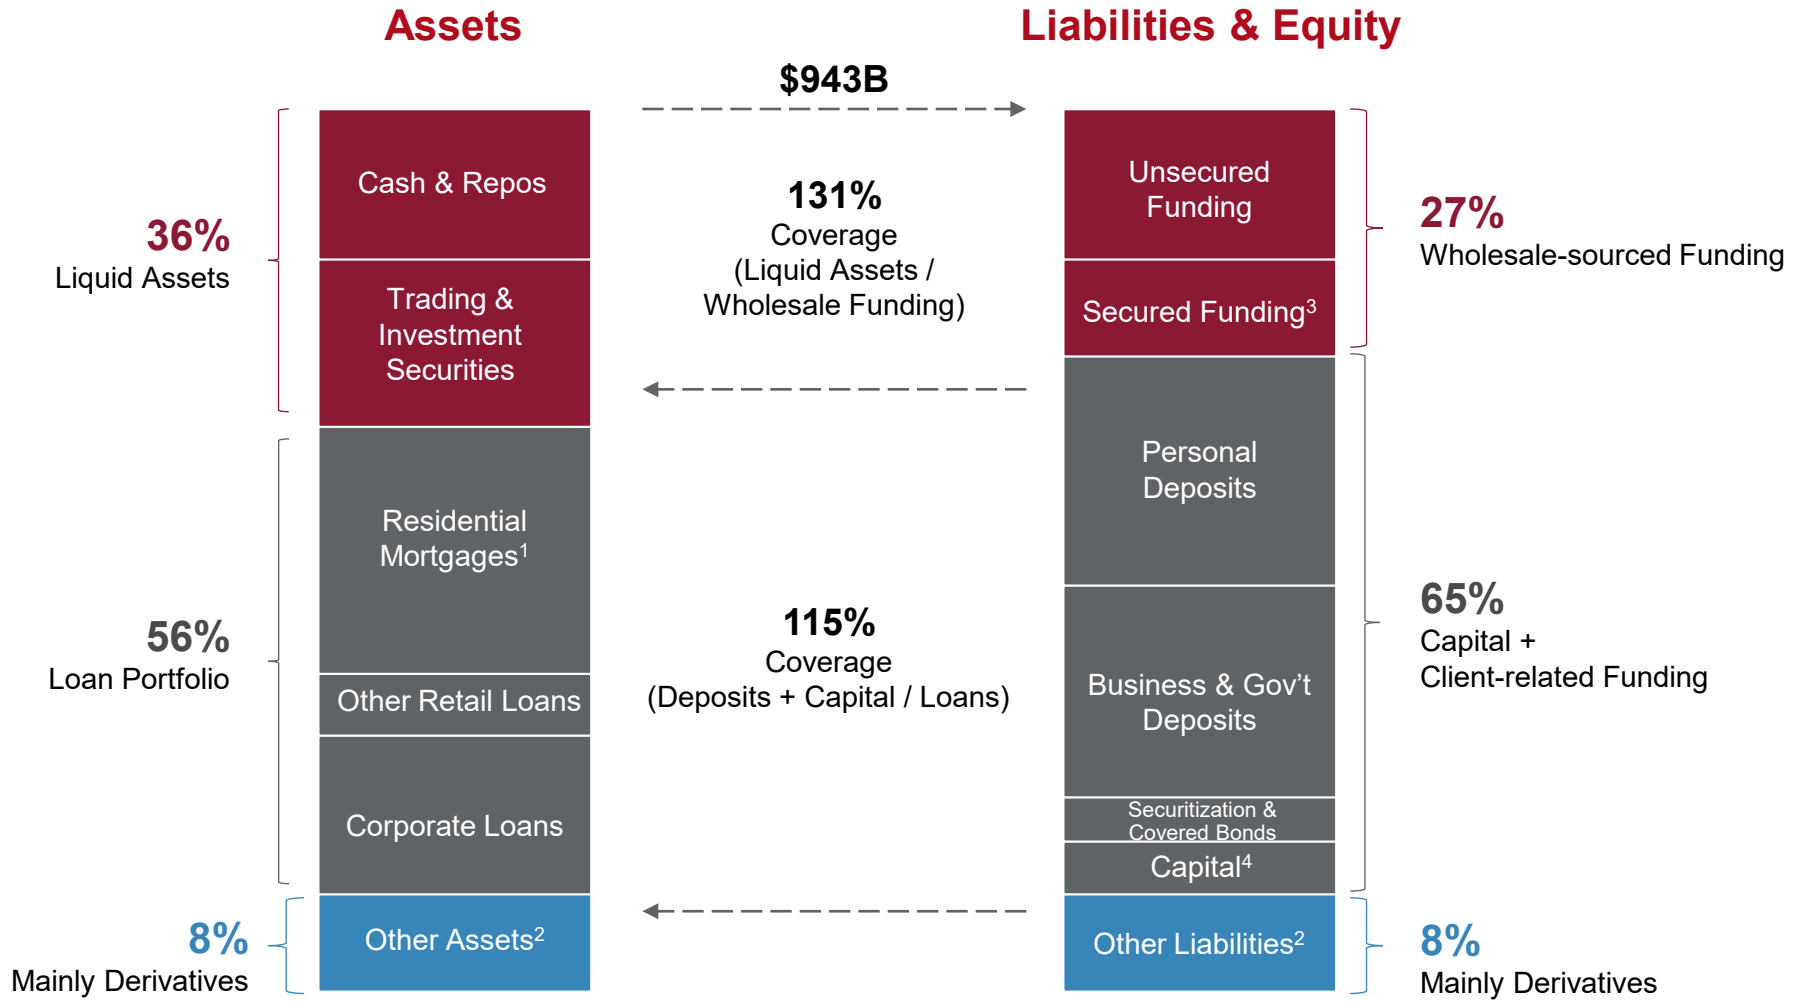 Assets
Liabilities & Equity
$943B
36%
Liquid Assets
56%
Loan Portfolio
8%
Mainly Derivatives
Cash & Repos
Trading &
Investment
Securities
Residential
Mortgages¹
Other Retail Loans
Corporate Loans
Other Assets²
131%
Coverage
(Liquid Assets /
Wholesale Funding)
115%
Coverage
(Deposits + Capital / Loans)
Unsecured
Funding
Secured Funding³
Personal
Deposits
Business & Gov’t
Deposits
Securitization &
Covered Bonds
Capital⁴
Other Liabilities²
27%
Wholesale-sourced Funding
65%
Capital +
Client-related Funding
8%
Mainly Derivatives